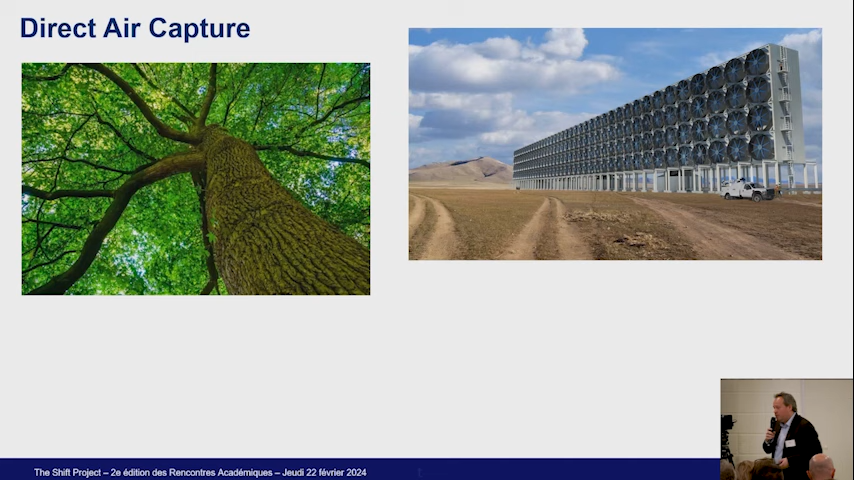 Direct Air Capture
The Shift Project – 2e édition des Rencontres Académiques – Jeudi 22 février 2024